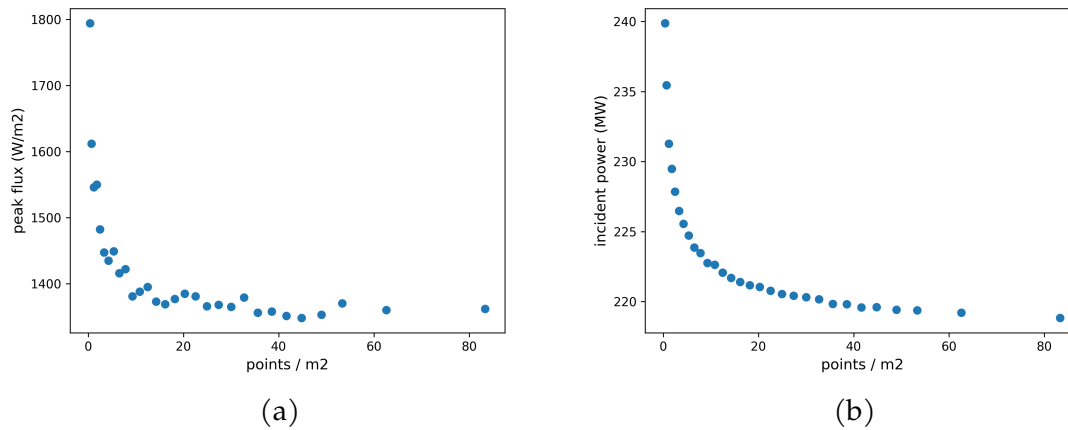 1800
1700
1600
1500
1400
peak flux (W/m2)
0 20 40 60 80
points / m2
(a)
240
235
230
225
220
incident power (MW)
0 20 40 60 80
points / m2
(b)